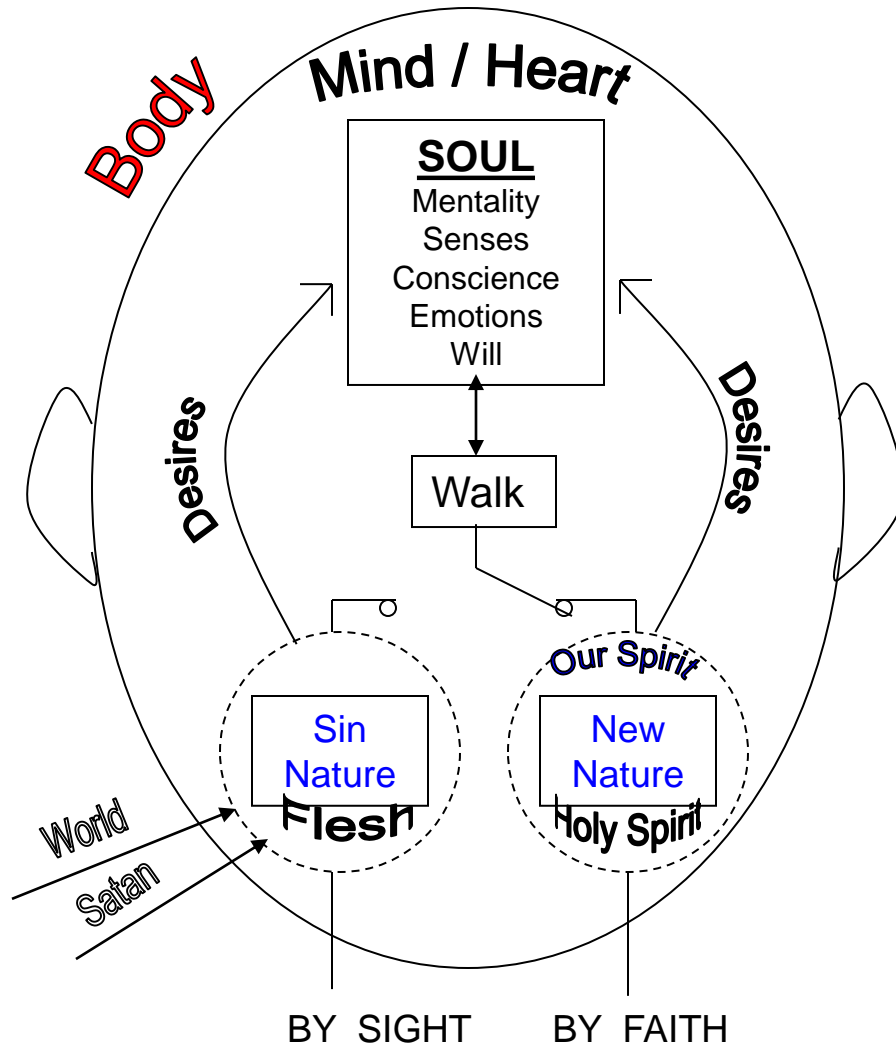 Body
Mind / Heart
SOUL
Mentality
Senses
Conscience
Emotions
Will
Desires
Desires
Walk
Our Spirit
Sin
Nature
Flesh
New
Nature
Holy Spirit
World
Satan
BY SIGHT
BY FAITH